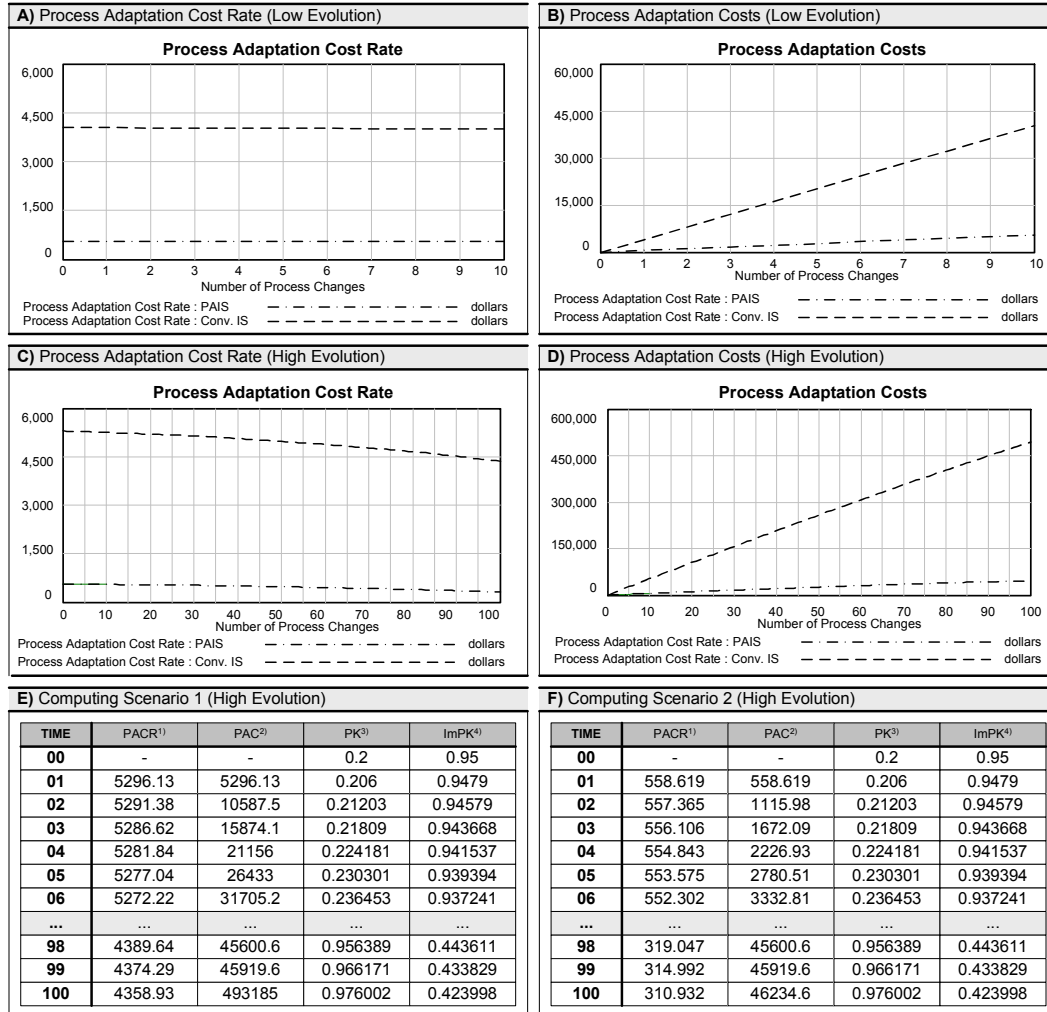 A) Process Adaptation Cost Rate (Low Evolution)
Process Adaptation Cost Rate
6,000
4,500
3,000
1,500
0
0 1 2 3 4 5 6 7 8 9 10
Number of Process Changes
Process Adaptation Cost Rate : PAIS dollars
Process Adaptation Cost Rate : Conv. IS dollars
B) Process Adaptation Costs (Low Evolution)
Process Adaptation Costs
60,000
45,000
30,000
15,000
0
0 1 2 3 4 5 6 7 8 9 10
Number of Process Changes
Process Adaptation Cost Rate : PAIS dollars
Process Adaptation Cost Rate : Conv. IS dollars
C) Process Adaptation Cost Rate (High Evolution)
Process Adaptation Cost Rate
6,000
4,500
3,000
1,500
0
0 10 20 30 40 50 60 70 80 90 100
Number of Process Changes
Process Adaptation Cost Rate : PAIS dollars
Process Adaptation Cost Rate : Conv. IS dollars
D) Process Adaptation Costs (High Evolution)
Process Adaptation Costs
600,000
450,000
300,000
150,000
0
0 10 20 30 40 50 60 70 80 90 100
Number of Process Changes
Process Adaptation Cost Rate : PAIS dollars
Process Adaptation Cost Rate : Conv. IS dollars
E) Computing Scenario 1 (High Evolution)
TIME PACR1) PAC2) PK3) ImPK4)
00 - - 0.2 0.95
01 5296.13 5296.13 0.206 0.9479
02 5291.38 10587.5 0.21203 0.94579
03 5286.62 15874.1 0.21809 0.943668
04 5281.84 21156 0.224181 0.941537
05 5277.04 26433 0.230301 0.939394
06 5272.22 31705.2 0.236453 0.937241
... ... ... ... ...
98 4389.64 45600.6 0.956389 0.443611
99 4374.29 45919.6 0.966171 0.433829
100 4358.93 493185 0.976002 0.423998
F) Computing Scenario 2 (High Evolution)
TIME PACR1) PAC2) PK3) ImPK4)
00 - - 0.2 0.95
01 558.619 558.619 0.206 0.9479
02 557.365 1115.98 0.21203 0.94579
03 556.106 1672.09 0.21809 0.943668
04 554.843 2226.93 0.224181 0.941537
05 553.575 2780.51 0.230301 0.939394
06 552.302 3332.81 0.236453 0.937241
... ... ... ... ...
98 319.047 45600.6 0.956389 0.443611
99 314.992 45919.6 0.966171 0.433829
100 310.932 46234.6 0.976002 0.423998